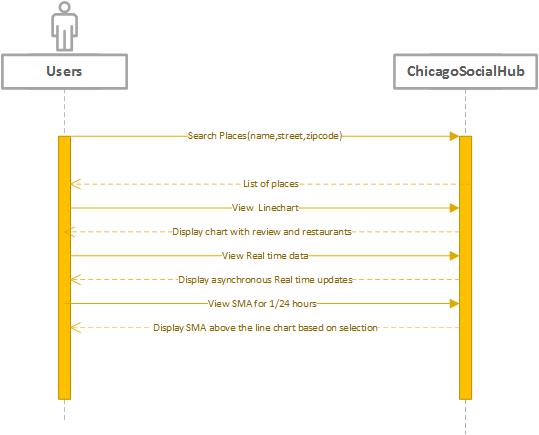 Users
ChicagoSocialHub
Search Places(name,street,zipcode)
List of places
View Linechart
Display chart with review and restaurants
View Real time data
Display asynchronous Real time updates
View SMA for 1/24 hours
Display SMA above the line chart based on selection